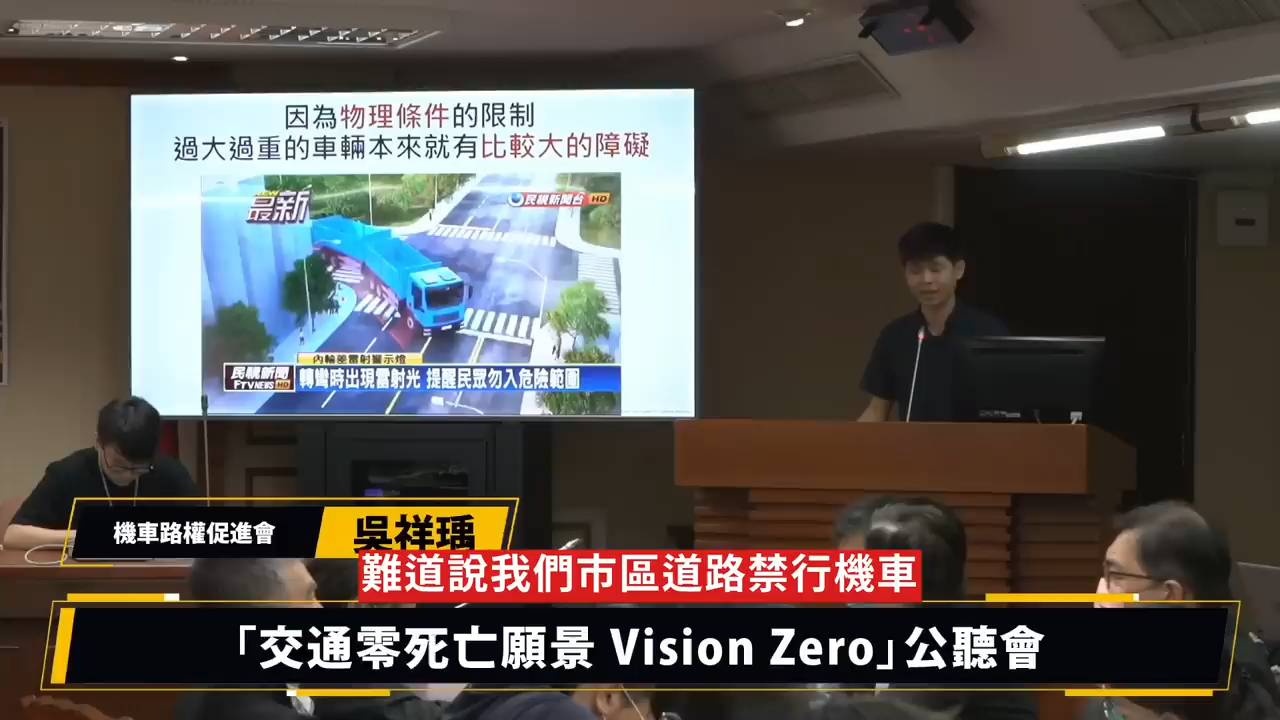 因為物理條件的限制
過大過重的車輛本來就有比較大的障礙
NEW
最新
民視新聞台 HD
內輪差雷射警示燈
民視新聞
FTVNEWS HD
轉彎時出現雷射光 提醒民眾勿入危險範圍
機車路權促進會
吳祥瑀
難道說我們市區道路禁行機車
「交通零死亡願景 Vision Zero」公聽會